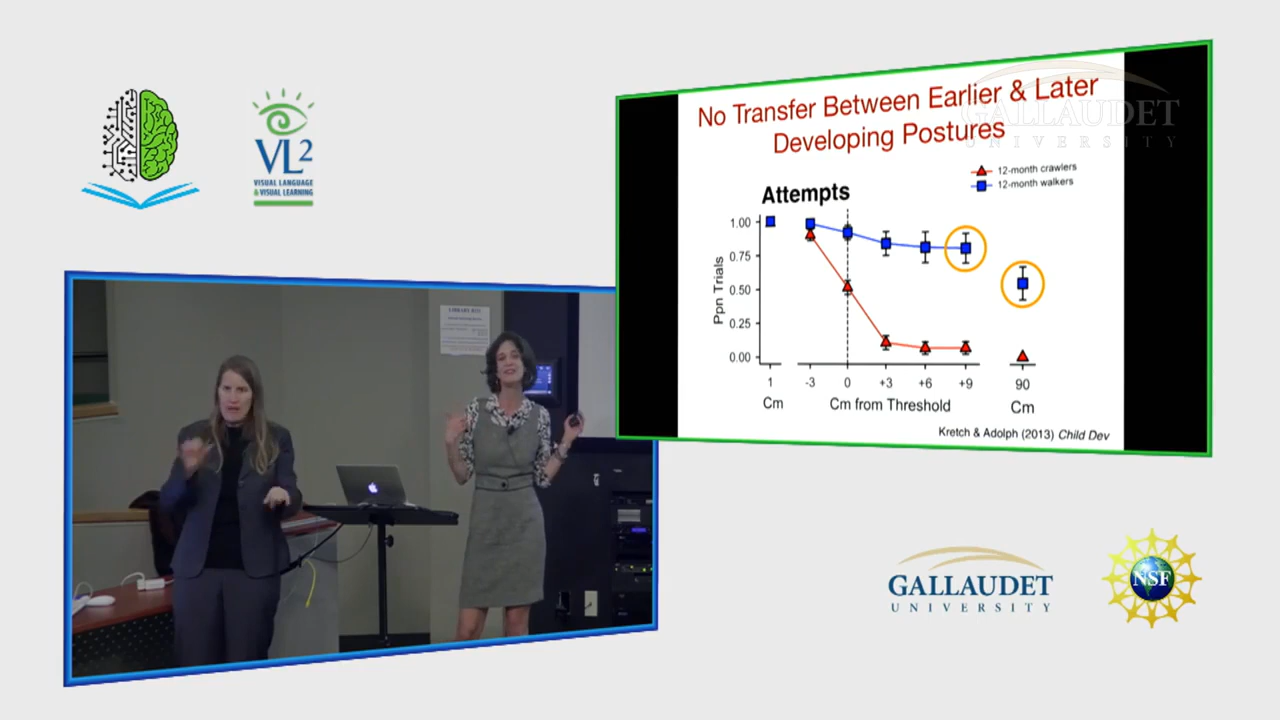 VL2
VISUAL LANGUAGE
& VISUAL LEARNING
GALLAUDET
UNIVERSITY
No Transfer Between Earlier & Later
Developing Postures
12-month crawlers
12-month walkers
Attempts
Ppn Trials
1.00
0.75
0.50
0.25
0.00
1
-3
0
+3
+6
+9
90
Cm
Cm from Threshold
Cm
Kretch & Adolph (2013) Child Dev
GALLAUDET
UNIVERSITY
NSF